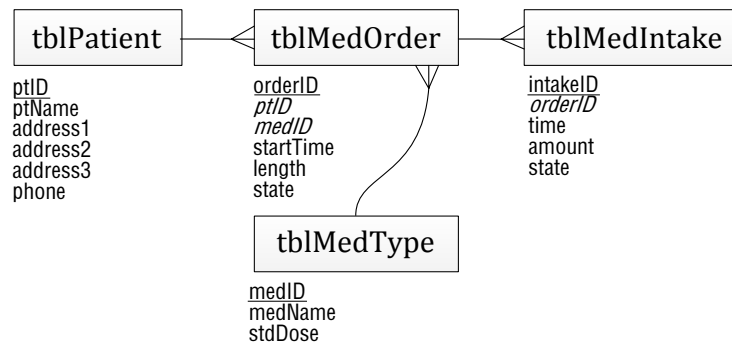 tblPatient
ptID
ptName
address1
address2
address3
phone
tblMedOrder
orderID
ptID
medID
startTime
length
state
tblMedIntake
intakeID
orderID
time
amount
state
tblMedType
medID
medName
stdDose